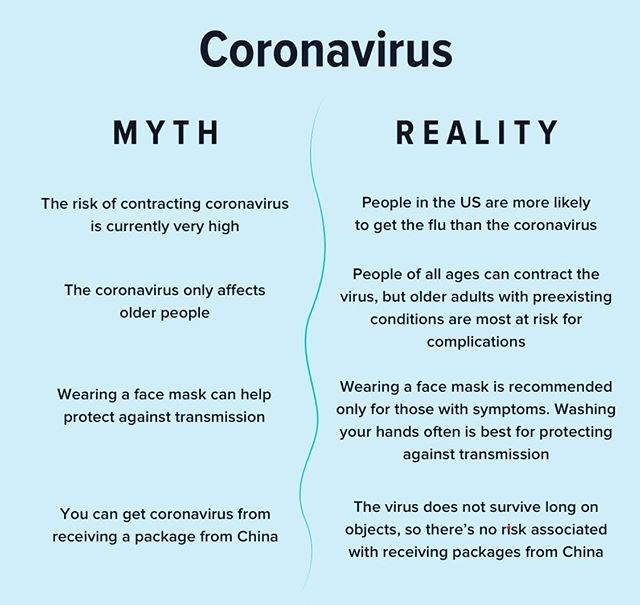 Coronavirus
MYTH
REALITY
The risk of contracting coronavirus
is currently very high
People in the US are more likely
to get the flu than the coronavirus
The coronavirus only affects
older people
People of all ages can contract the
virus, but older adults with preexisting
conditions are most at risk for
complications
Wearing a face mask can help
protect against transmission
Wearing a face mask is recommended
only for those with symptoms. Washing
your hands often is best for protecting
against transmission
You can get coronavirus from
receiving a package from China
The virus does not survive long on
objects, so there’s no risk associated
with receiving packages from China